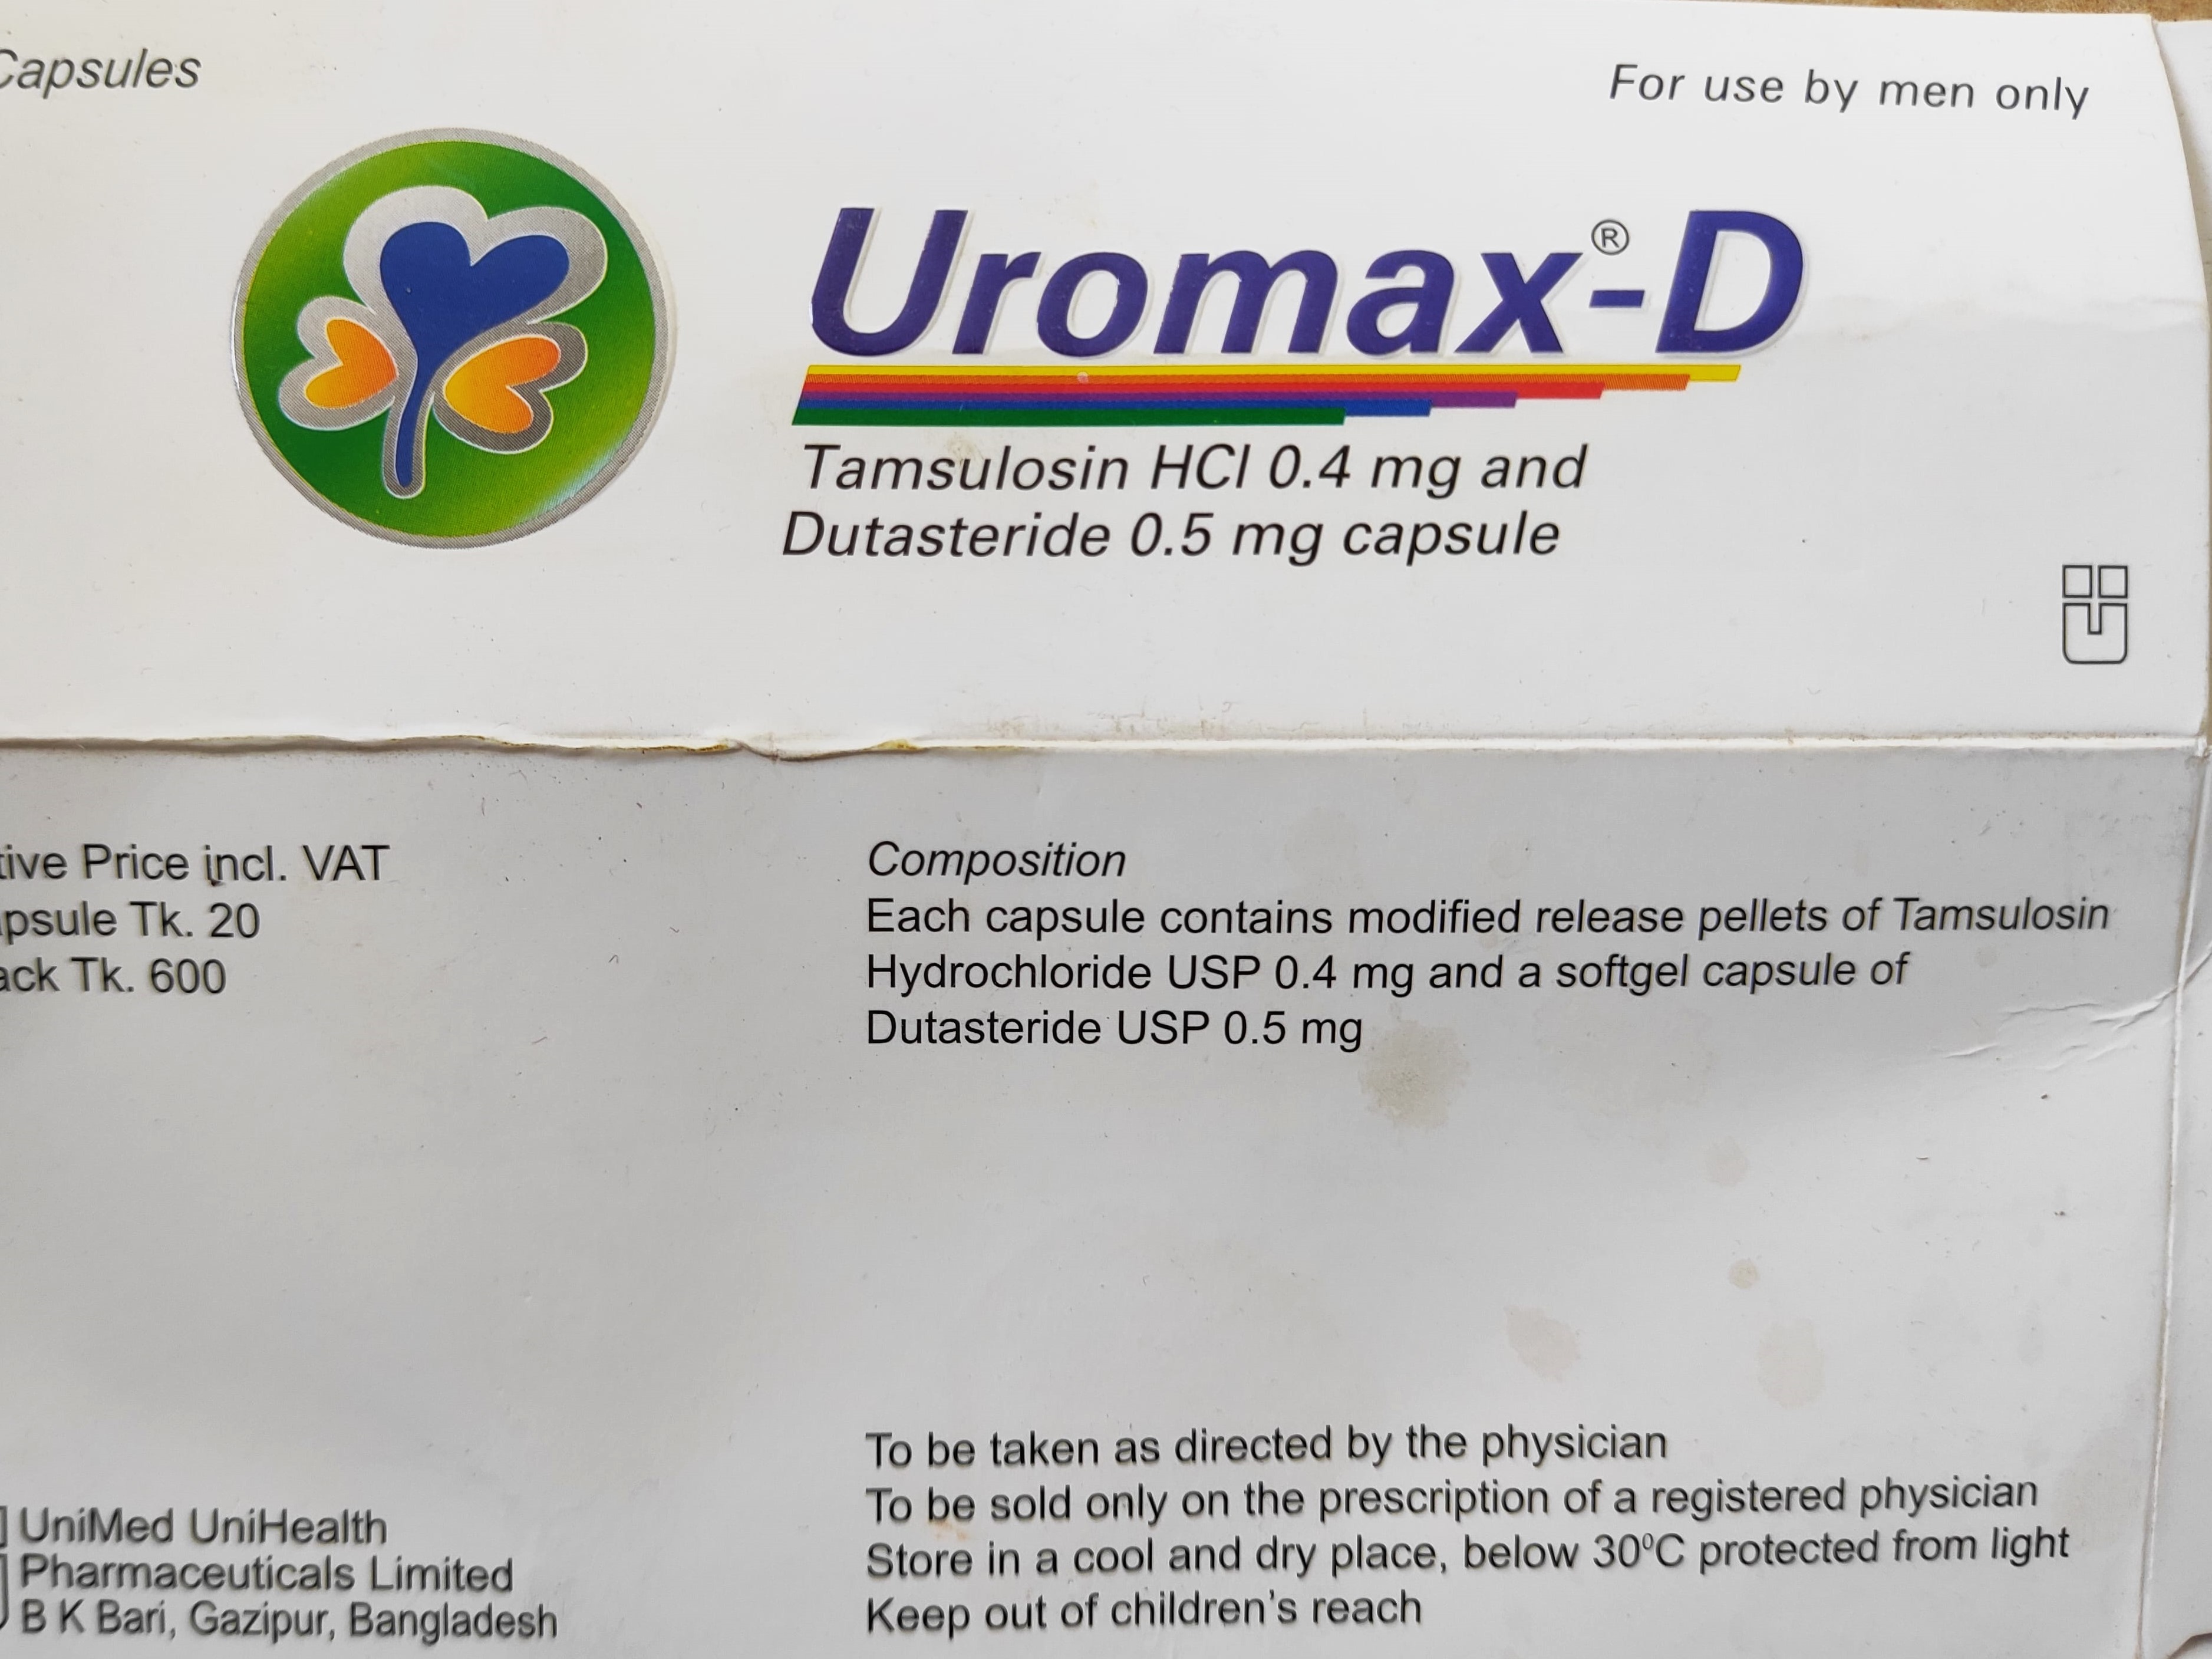 Capsules
For use by men only
Uromax®-D
Tamsulosin HCl 0.4 mg and
Dutasteride 0.5 mg capsule
Price incl. VAT
Tk. 20
Tk. 600
Composition
Each capsule contains modified release pellets of Tamsulosin
Hydrochloride USP 0.4 mg and a softgel capsule of
Dutasteride USP 0.5 mg
To be taken as directed by the physician
To be sold only on the prescription of a registered physician
Store in a cool and dry place, below 30⁰C protected from light
Keep out of children's reach
UniMed UniHealth
Pharmaceuticals Limited
B K Bari, Gazipur, Bangladesh